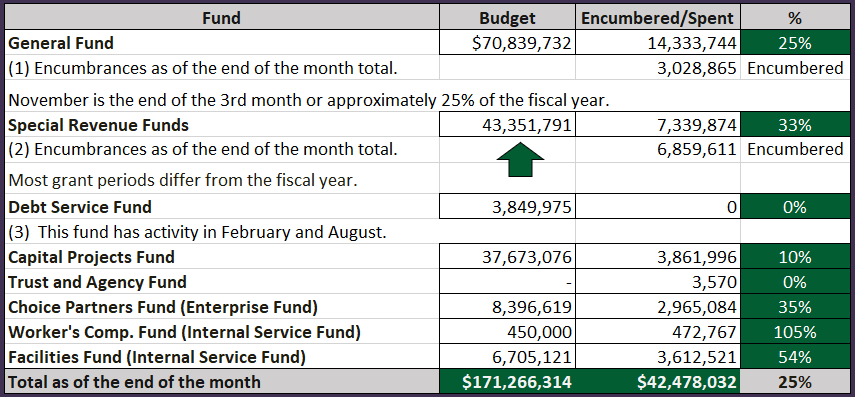 Fund Budget Encumbered/Spent %
General Fund $70,839,732 14,333,744 25%
(1) Encumbrances as of the end of the month total. 3,028,865 Encumbered
November is the end of the 3rd month or approximately 25% of the fiscal year.
Special Revenue Funds 43,351,791 7,339,874 33%
(2) Encumbrances as of the end of the month total. 6,859,611 Encumbered
Most grant periods differ from the fiscal year.
Debt Service Fund 3,849,975 0 0%
(3) This fund has activity in February and August.
Capital Projects Fund 37,673,076 3,861,996 10%
Trust and Agency Fund - 3,570 0%
Choice Partners Fund (Enterprise Fund) 8,396,619 2,965,084 35%
Worker's Comp. Fund (Internal Service Fund) 450,000 472,767 105%
Facilities Fund (Internal Service Fund) 6,705,121 3,612,521 54%
Total as of the end of the month $171,266,314 $42,478,032 25%